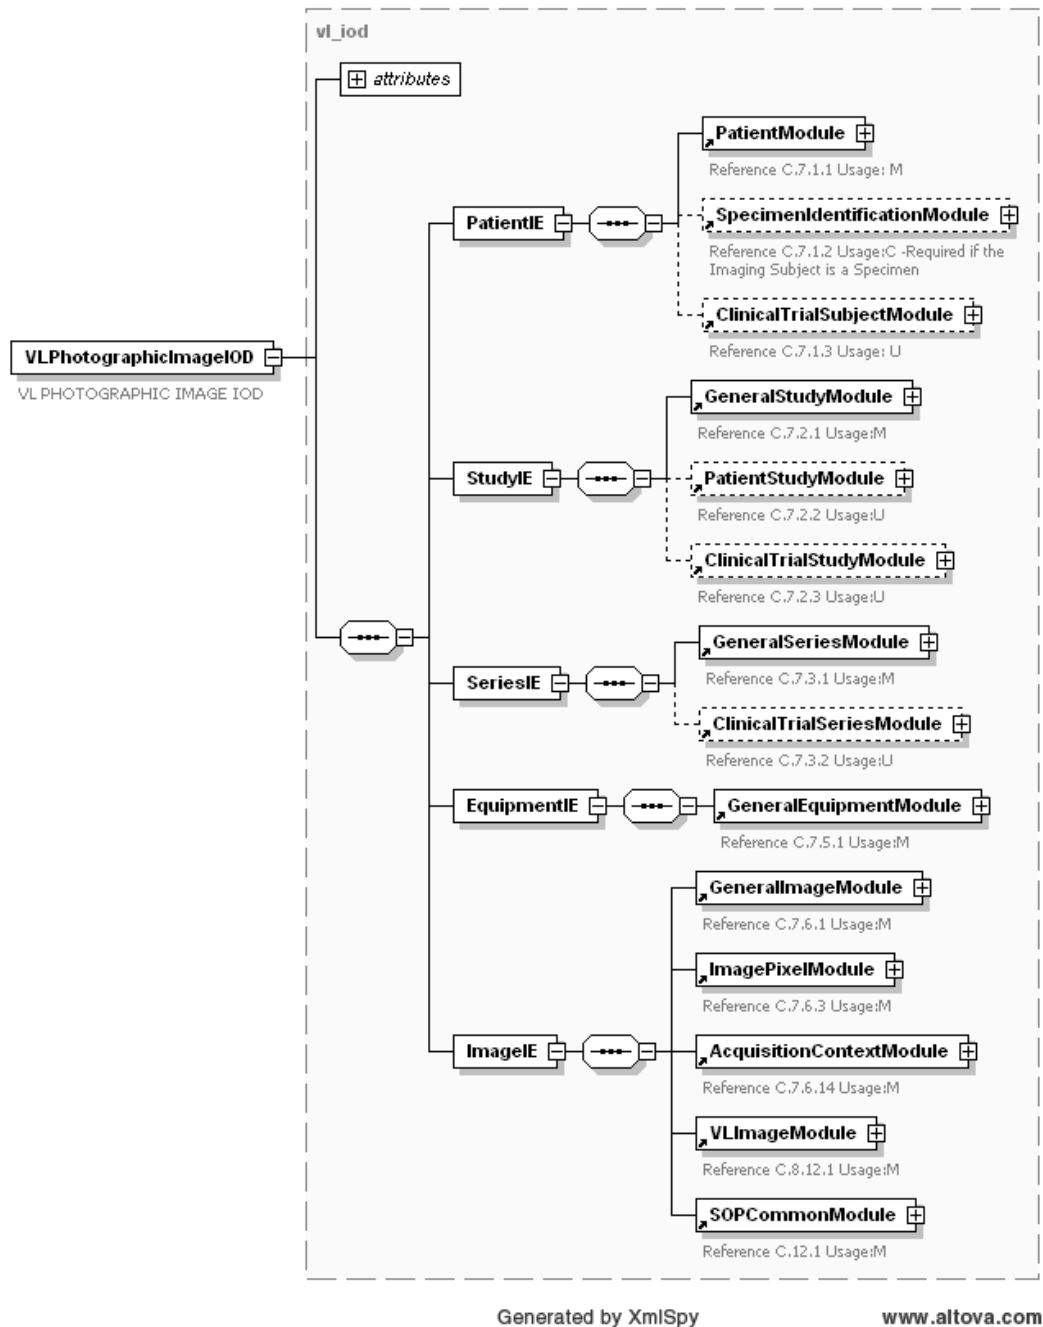 vl_iod
attributes
PatientModule
Reference C.7.1.1 Usage: M
PatientIE
SpecimenIdentificationModule
Reference C.7.1.2 Usage:C -Required if the
Imaging Subject is a Specimen
ClinicalTrialSubjectModule
Reference C.7.1.3 Usage: U
VLPhotographicImageIOD
VL PHOTOGRAPHIC IMAGE IOD
GeneralStudyModule
Reference C.7.2.1 Usage:M
StudyIE
PatientStudyModule
Reference C.7.2.2 Usage:U
ClinicalTrialStudyModule
Reference C.7.2.3 Usage:U
GeneralSeriesModule
Reference C.7.3.1 Usage:M
SeriesIE
ClinicalTrialSeriesModule
Reference C.7.3.2 Usage:U
EquipmentIE
GeneralEquipmentModule
Reference C.7.5.1 Usage:M
GeneralImageModule
Reference C.7.6.1 Usage:M
ImagePixelModule
Reference C.7.6.3 Usage:M
ImageIE
AcquisitionContextModule
Reference C.7.6.14 Usage:M
VLImageModule
Reference C.8.12.1 Usage:M
SOPCommonModule
Reference C.12.1 Usage:M
Generated by XmlSpy
www.altova.com